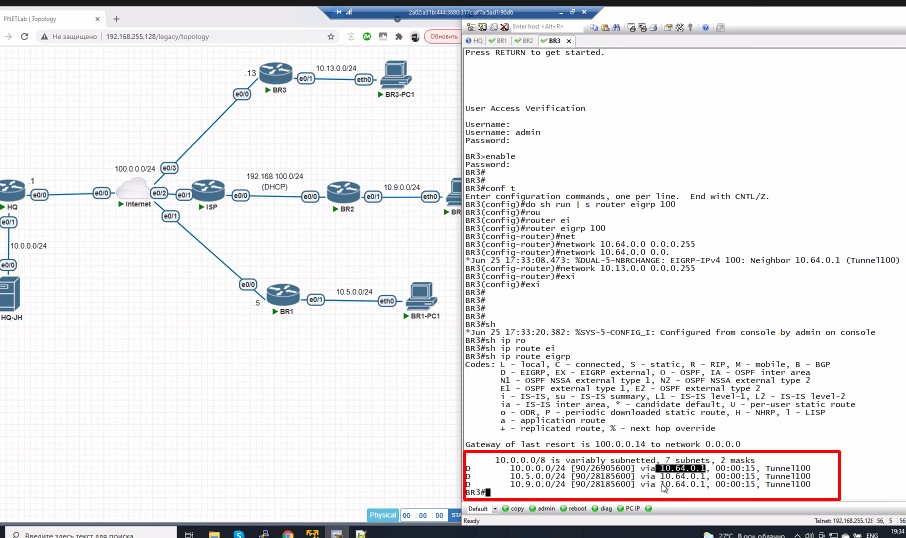 2a02:a31b:444:3680:317c:af7a:5ad1:90d6
PNETLab | Topology
Не защищено | 192.168.255.128/legacy/topology
Обновить
Enter host <Alt+R>
HQ BR1 BR2 BR3
10.13.0.0/24
.13
e0/1
eth0
BR3
BR3-PC1
e0/0
100.0.0.0/24
e0/3
.1
192.168.100.0/24
(DHCP)
10.9.0.0/24
HQ
e0/0
e0/0
e0/2
e0/1
e0/0
e0/0
e0/1
eth0
Internet
ISP
BR2
e0/1
e0/1
10.0.0.0/24
e0/0
e0/0
10.5.0.0/24
.5
e0/1
eth0
HQ-JH
BR1
BR1-PC1
Physical 00 : 00 : 00
Press RETURN to get started.
User Access Verification
Username:
Username: admin
Password:
BR3>enable
Password:
BR3#
BR3#
BR3#conf t
Enter configuration commands, one per line. End with CNTL/Z.
BR3(config)#do sh run | s router eigrp 100
BR3(config)#rou
BR3(config)#router ei
BR3(config)#router eigrp 100
BR3(config-router)#net
BR3(config-router)#network 10.64.0.0 0.0.0.255
BR3(config-router)#network 10.64.0.0 0.0.
*Jun 25 17:33:08.473: %DUAL-5-NBRCHANGE: EIGRP-IPv4 100: Neighbor 10.64.0.1 (Tunnel100)
BR3(config-router)#network 10.13.0.0 0.0.0.255
BR3(config-router)#exi
BR3(config)#exi
BR3#
BR3#
BR3#
BR3#
BR3#sh
*Jun 25 17:33:20.382: %SYS-5-CONFIG_I: Configured from console by admin on console
BR3#sh ip ro
BR3#sh ip route ei
BR3#sh ip route eigrp
Codes: L - local, C - connected, S - static, R - RIP, M - mobile, B - BGP
D - EIGRP, EX - EIGRP external, O - OSPF, IA - OSPF inter area
N1 - OSPF NSSA external type 1, N2 - OSPF NSSA external type 2
E1 - OSPF external type 1, E2 - OSPF external type 2
i - IS-IS, su - IS-IS summary, L1 - IS-IS level-1, L2 - IS-IS level-2
ia - IS-IS inter area, * - candidate default, U - per-user static route
o - ODR, P - periodic downloaded static route, H - NHRP, l - LISP
a - application route
+ - replicated route, % - next hop override
Gateway of last resort is 100.0.0.14 to network 0.0.0.0
10.0.0.0/8 is variably subnetted, 7 subnets, 2 masks
D 10.0.0.0/24 [90/26905600] via 10.64.0.1, 00:00:15, Tunnel100
D 10.5.0.0/24 [90/28185600] via 10.64.0.1, 00:00:15, Tunnel100
D 10.9.0.0/24 [90/28185600] via 10.64.0.1, 00:00:15, Tunnel100
BR3#
Default copy admin reboot diag PC IP
Ready
19:34
Введите здесь текст для поиска
27°C
ENG